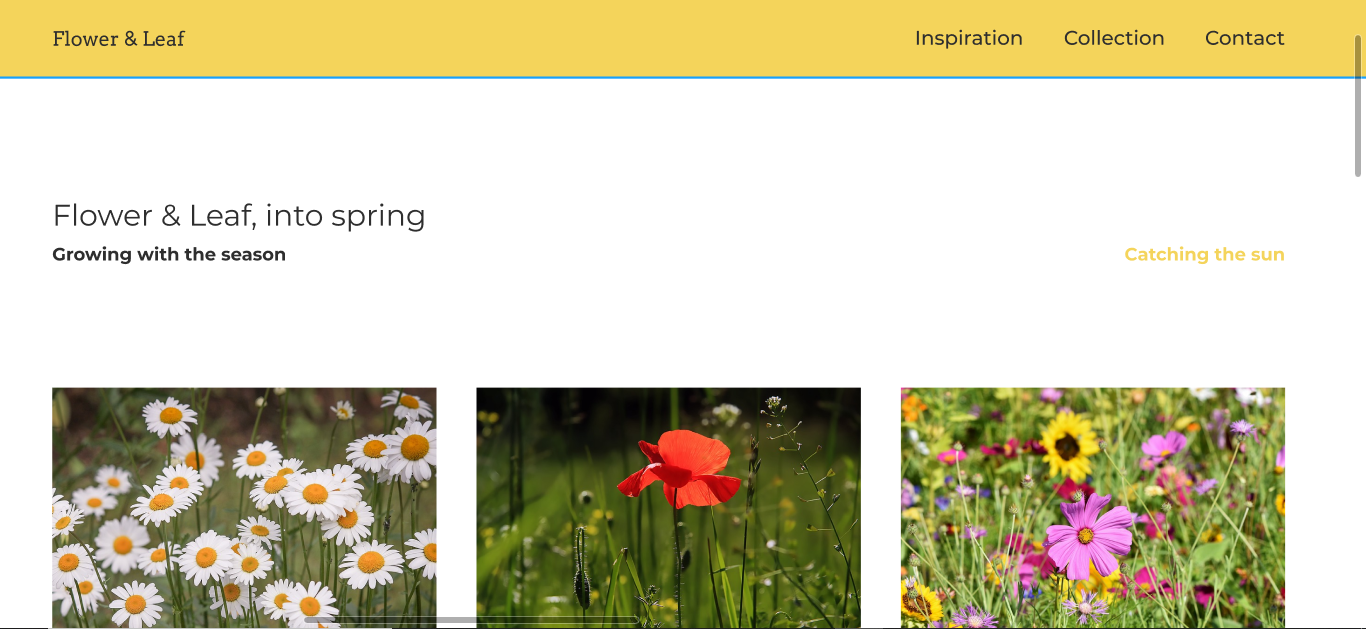 Flower & Leaf
Inspiration Collection Contact
Flower & Leaf, into spring
Growing with the season
Catching the sun